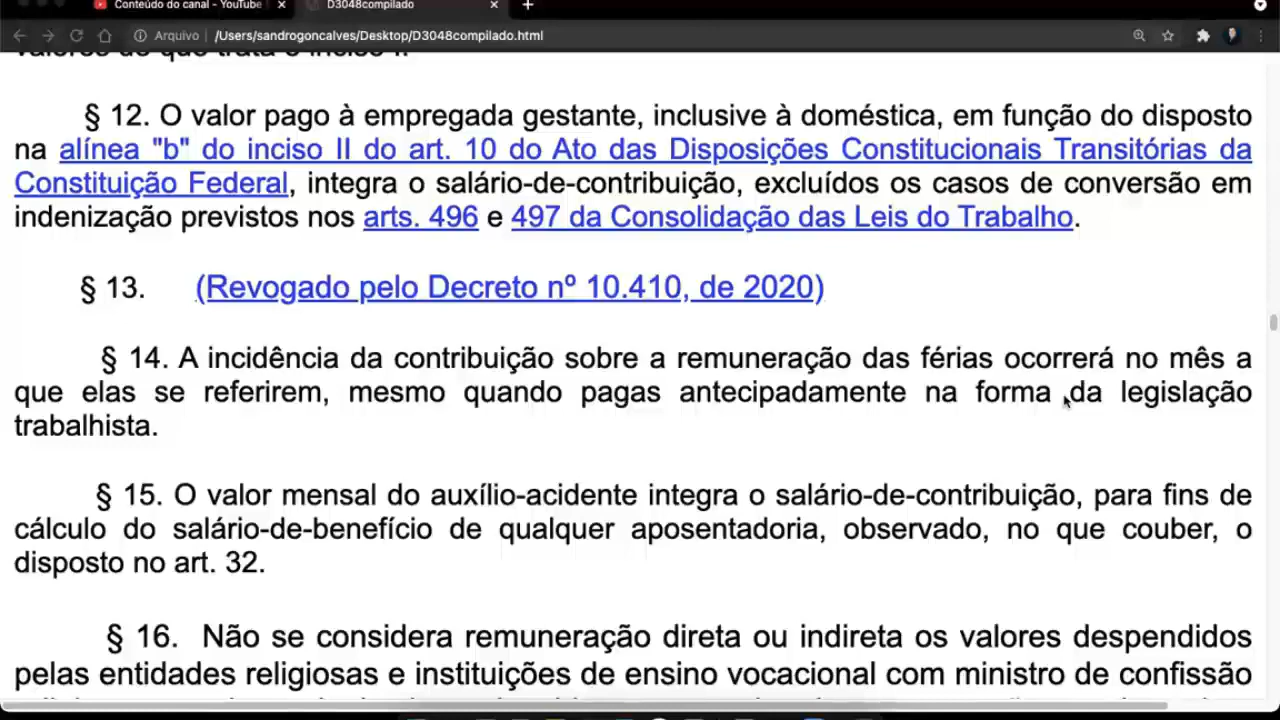 Conteúdo do canal - YouTube
D3048compilado
Arquivo | /Users/sandrogoncalves/Desktop/D3048compilado.html
valores de que trata o inciso I.
§ 12. O valor pago à empregada gestante, inclusive à doméstica, em função do disposto
na alínea "b" do inciso II do art. 10 do Ato das Disposições Constitucionais Transitórias da
Constituição Federal, integra o salário-de-contribuição, excluídos os casos de conversão em
indenização previstos nos arts. 496 e 497 da Consolidação das Leis do Trabalho.
§ 13. (Revogado pelo Decreto nº 10.410, de 2020)
§ 14. A incidência da contribuição sobre a remuneração das férias ocorrerá no mês a
que elas se referirem, mesmo quando pagas antecipadamente na forma da legislação
trabalhista.
§ 15. O valor mensal do auxílio-acidente integra o salário-de-contribuição, para fins de
cálculo do salário-de-benefício de qualquer aposentadoria, observado, no que couber, o
disposto no art. 32.
§ 16. Não se considera remuneração direta ou indireta os valores despendidos
pelas entidades religiosas e instituições de ensino vocacional com ministro de confissão